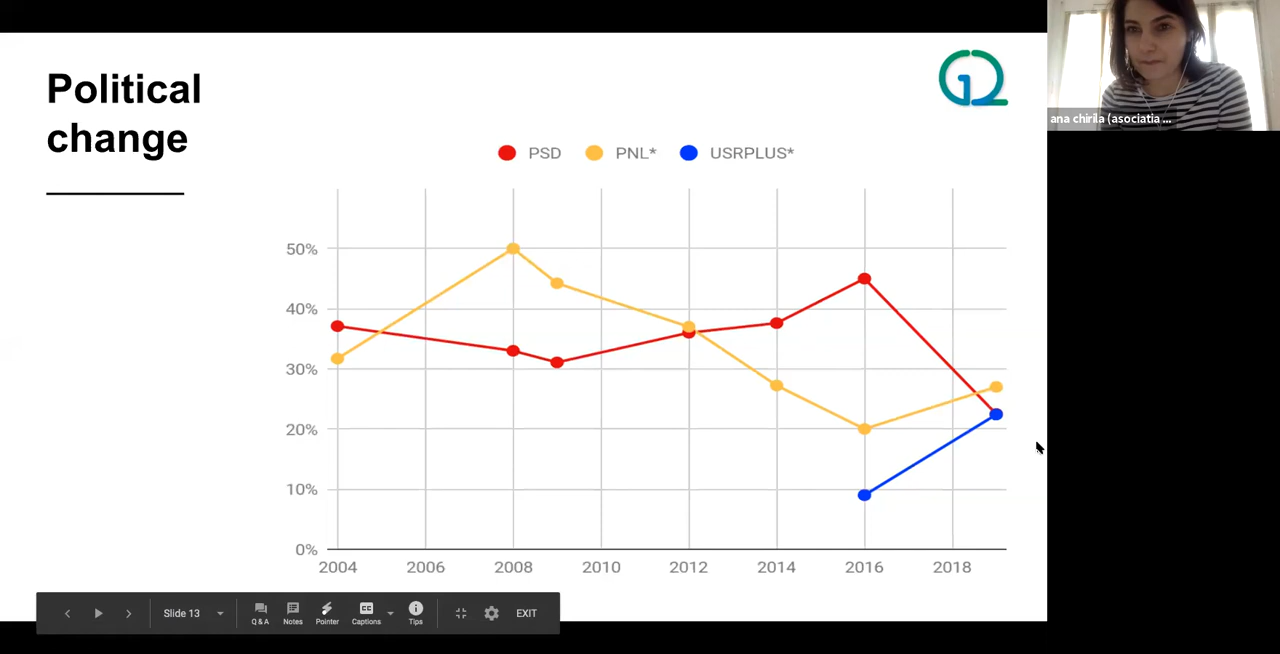 Political
change
PSD PNL* USRPLUS*
ana chirila (asociatia ...
50%
40%
30%
20%
10%
0%
2004 2006 2008 2010 2012 2014 2016 2018
Slide 13
Q & A Notes Pointer Captions Tips
CC
EXIT